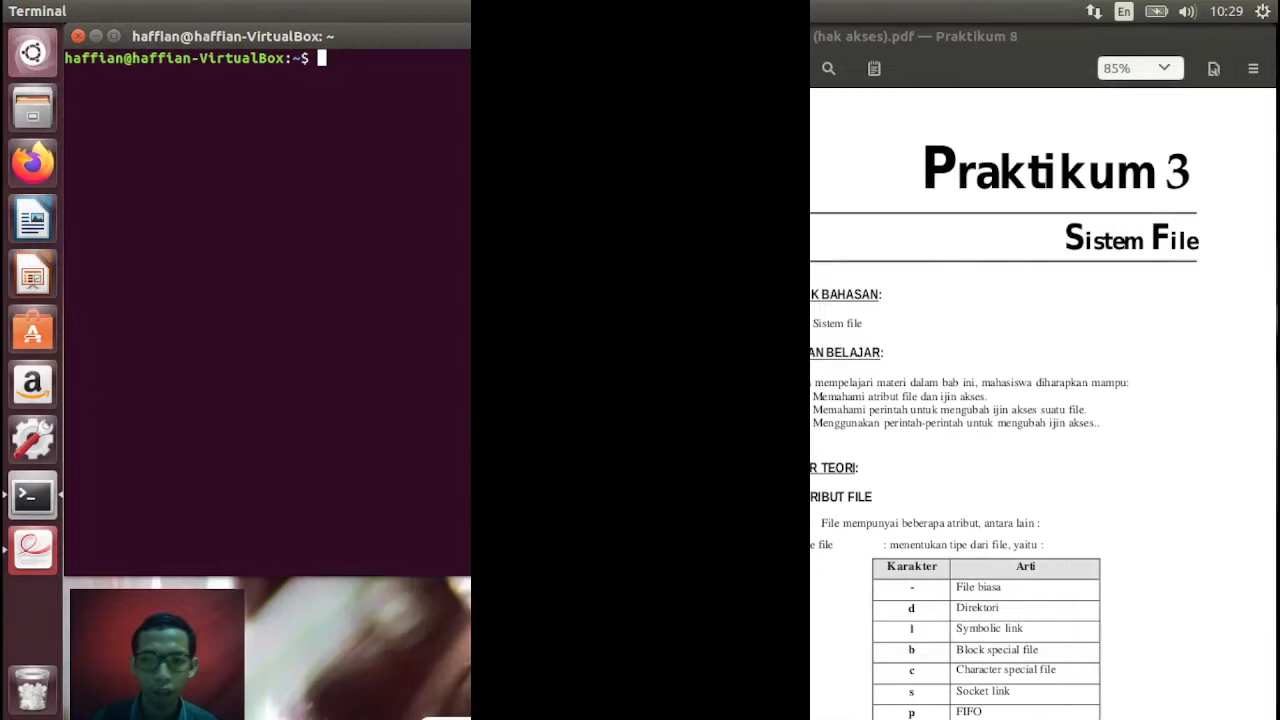 Terminal
En
10:29
haffian@haffian-VirtualBox: ~
haffian@haffian-VirtualBox:~$
(hak akses).pdf — Praktikum 8
85%
Praktikum 3
Sistem File
K BAHASAN:
Sistem file
AN BELAJAR:
mempelajari materi dalam bab ini, mahasiswa diharapkan mampu:
Memahami atribut file dan ijin akses.
Memahami perintah untuk mengubah ijin akses suatu file.
Menggunakan perintah-perintah untuk mengubah ijin akses..
R TEORI:
RIBUT FILE
File mempunyai beberapa atribut, antara lain :
e file : menentukan tipe dari file, yaitu :
Karakter Arti
- File biasa
d Direktori
l Symbolic link
b Block special file
c Character special file
s Socket link
p FIFO